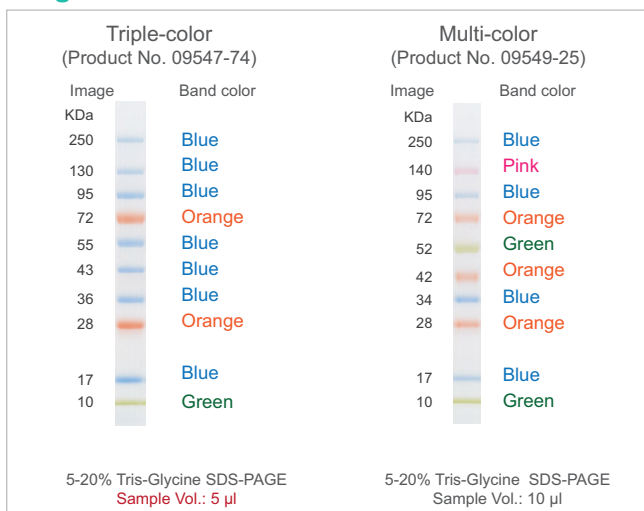 Triple-color
(Product No. 09547-74)
Image Band color
KDa
250 Blue
130 Blue
95 Blue
72 Orange
55 Blue
43 Blue
36 Blue
28 Orange
17 Blue
10 Green
5-20% Tris-Glycine SDS-PAGE
Sample Vol.: 5 µl
Multi-color
(Product No. 09549-25)
Image Band color
KDa
250 Blue
140 Pink
95 Blue
72 Orange
52 Green
42 Orange
34 Blue
28 Orange
17 Blue
10 Green
5-20% Tris-Glycine SDS-PAGE
Sample Vol.: 10 µl